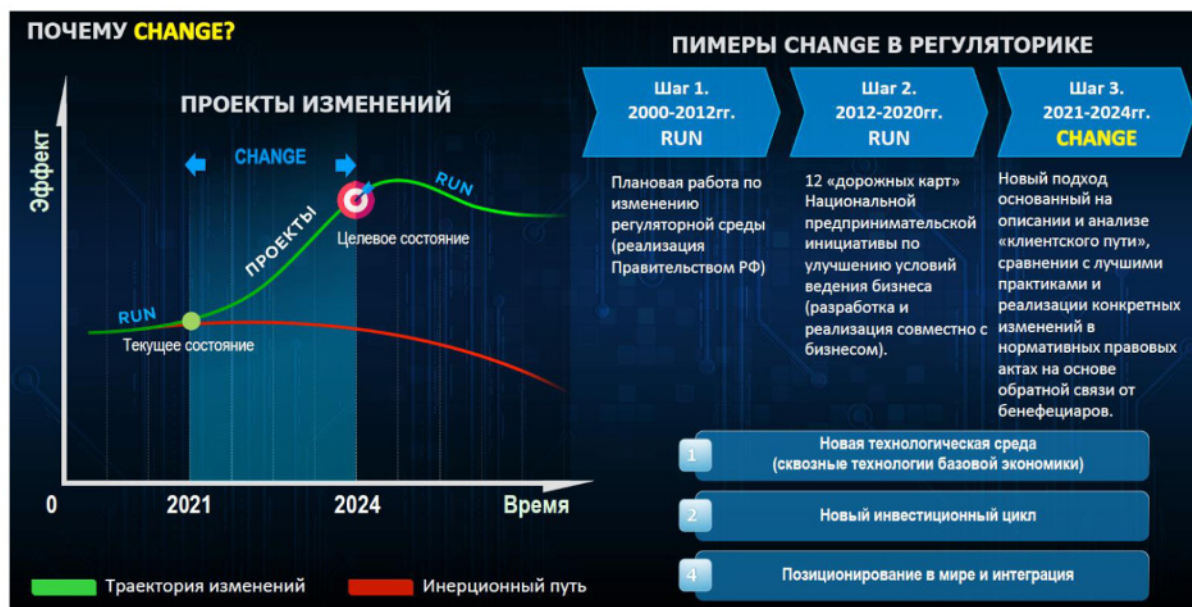 ПОЧЕМУ CHANGE?
ПРОЕКТЫ ИЗМЕНЕНИЙ
Эффект
CHANGE
RUN
ПРОЕКТЫ
Целевое состояние
RUN
Текущее состояние
0
2021
2024
Время
Траектория изменений
Инерционный путь
ПИМЕРЫ CHANGE В РЕГУЛЯТОРИКЕ
Шаг 1.
2000-2012гг.
RUN
Плановая работа по
изменению
регуляторной среды
(реализация
Правительством РФ)
Шаг 2.
2012-2020гг.
RUN
12 «дорожных карт»
Национальной
предпринимательской
инициативы по
улучшению условий
ведения бизнеса
(разработка и
реализация совместно с
бизнесом).
Шаг 3.
2021-2024гг.
CHANGE
Новый подход
основанный на
описании и анализе
«клиентского пути»,
сравнении с лучшими
практиками и
реализации конкретных
изменений в
нормативных правовых
актах на основе
обратной связи от
бенефециаров.
1
Новая технологическая среда
(сквозные технологии базовой экономики)
2
Новый инвестиционный цикл
4
Позиционирование в мире и интеграция